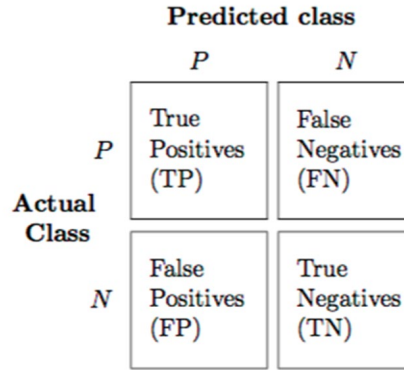 Predicted class
P N
True
Positives
(TP)
False
Negatives
(FN)
P
Actual
Class
N
False
Positives
(FP)
True
Negatives
(TN)